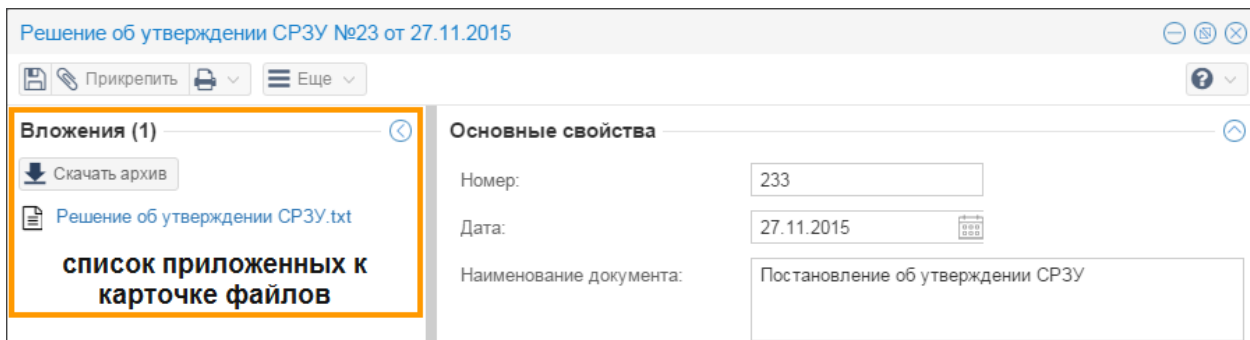 Решение об утверждении СРЗУ №23 от 27.11.2015
Прикрепить Еще
Вложения (1)
Скачать архив
Решение об утверждении СРЗУ.txt
список приложенных к
карточке файлов
Основные свойства
Номер: 233
Дата: 27.11.2015
Наименование документа: Постановление об утверждении СРЗУ